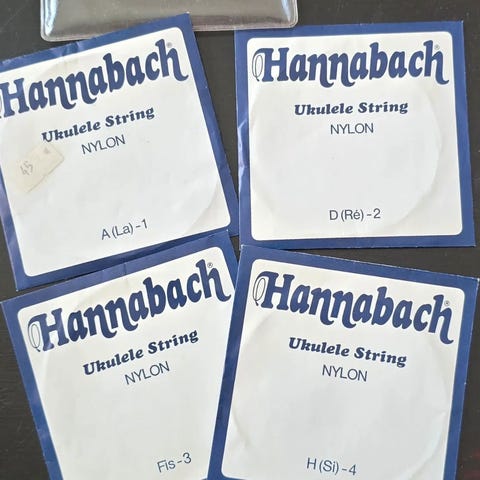 Hannabach®
Ukulele String
NYLON
45
A (La) - 1
Hannabach®
Ukulele String
NYLON
D (Ré) - 2
Hannabach®
Ukulele String
NYLON
Fis - 3
Hannabach®
Ukulele String
NYLON
H (Si) - 4